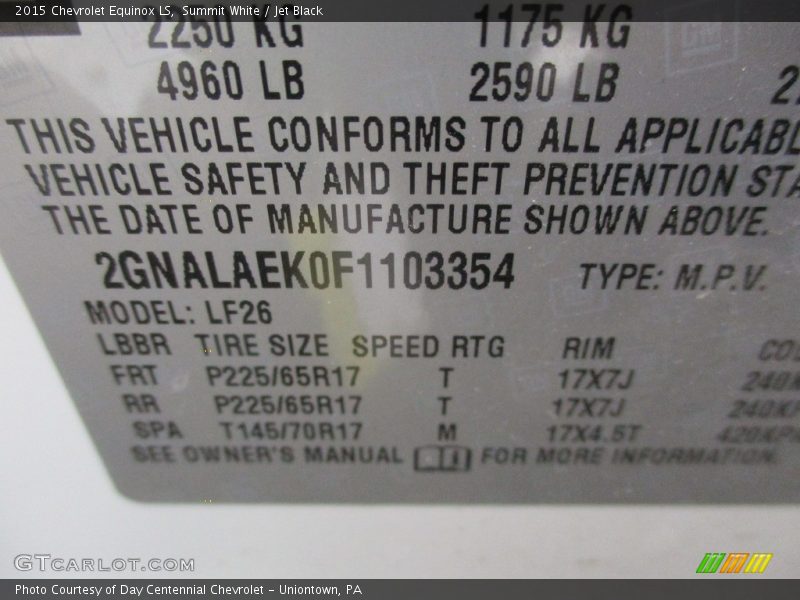 2015 Chevrolet Equinox LS, Summit White / Jet Black
2250 KG 1175 KG
4960 LB 2590 LB
THIS VEHICLE CONFORMS TO ALL
VEHICLE SAFETY AND THEFT PREVENTION
THE DATE OF MANUFACTURE SHOWN ABOVE.
2GNALAEK0F1103354 TYPE: M.P.V.
MODEL: LF26
LBBR TIRE SIZE SPEED RTG RIM
FRT P225/65R17 T 17X7J
RR P225/65R17 T 17X7J
SPA T145/70R17 M 17X4.5T
SEE OWNER'S MANUAL FOR MORE INFORMATION.
GTCARLOT.COM
Photo Courtesy of Day Centennial Chevrolet - Uniontown, PA